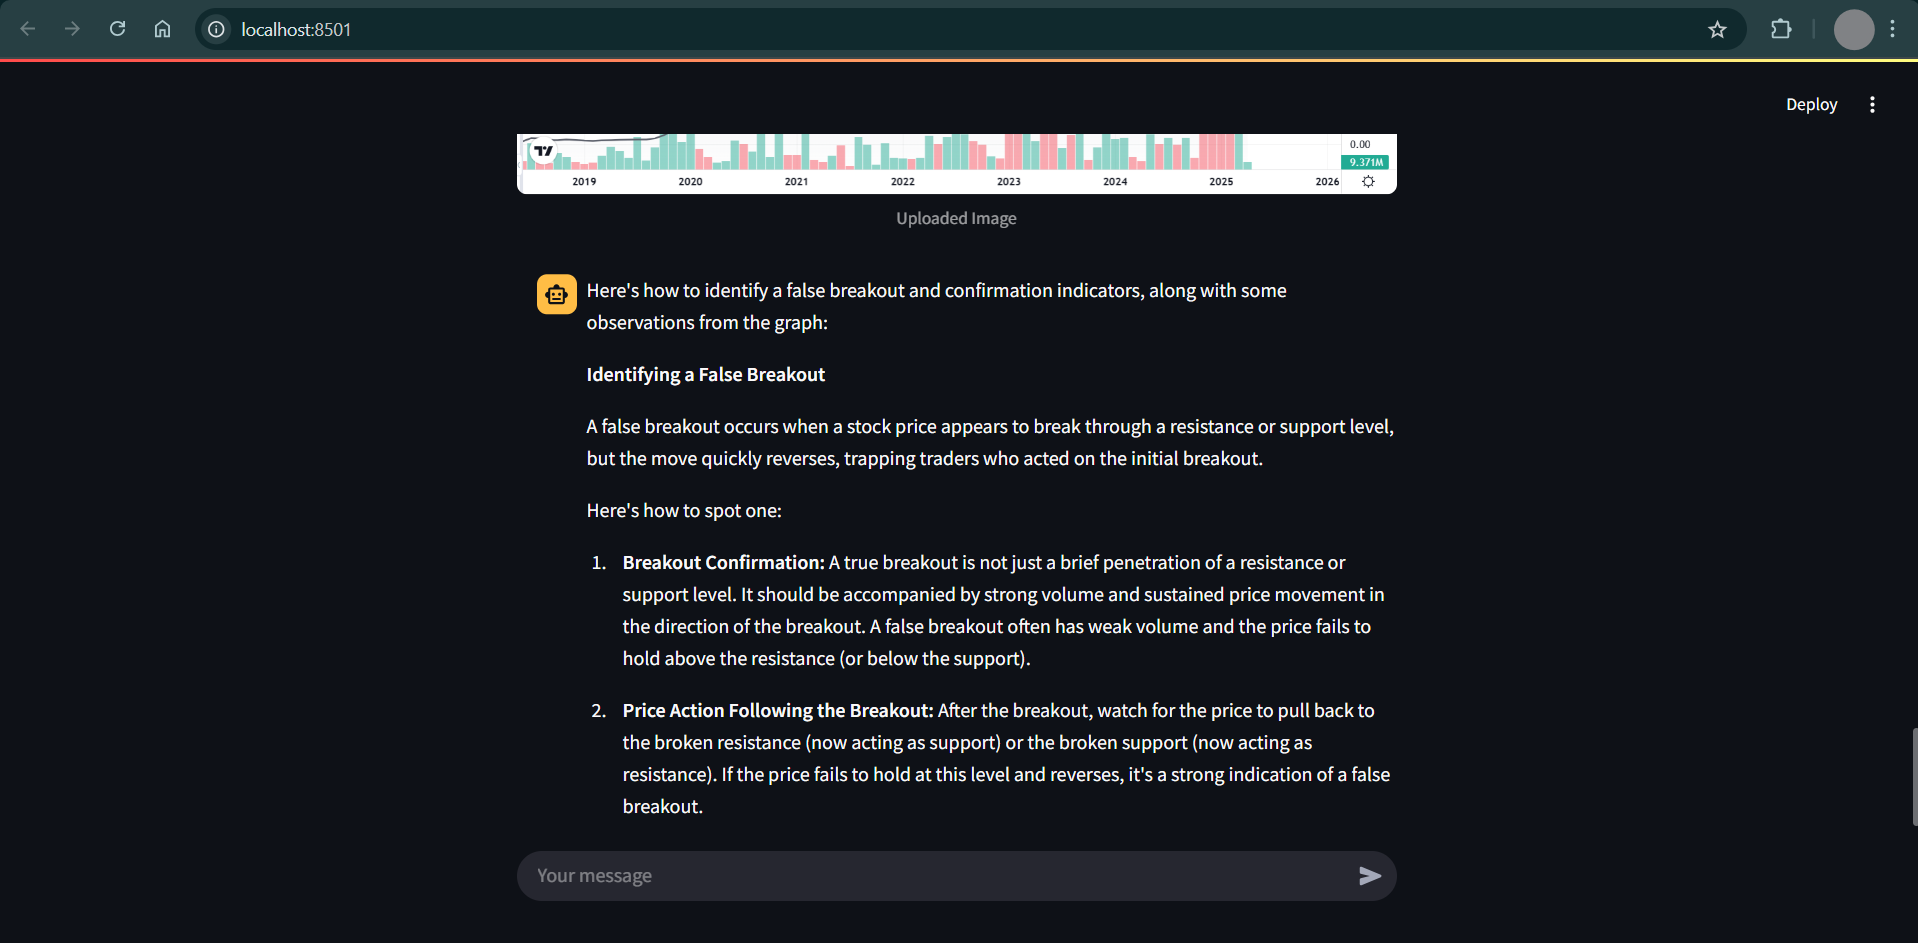 localhost:8501
Deploy
0.00
9.371M
2019 2020 2021 2022 2023 2024 2025 2026
Uploaded Image
Here's how to identify a false breakout and confirmation indicators, along with some
observations from the graph:
Identifying a False Breakout
A false breakout occurs when a stock price appears to break through a resistance or support level,
but the move quickly reverses, trapping traders who acted on the initial breakout.
Here's how to spot one:
1. Breakout Confirmation: A true breakout is not just a brief penetration of a resistance or
support level. It should be accompanied by strong volume and sustained price movement in
the direction of the breakout. A false breakout often has weak volume and the price fails to
hold above the resistance (or below the support).
2. Price Action Following the Breakout: After the breakout, watch for the price to pull back to
the broken resistance (now acting as support) or the broken support (now acting as
resistance). If the price fails to hold at this level and reverses, it's a strong indication of a false
breakout.
Your message